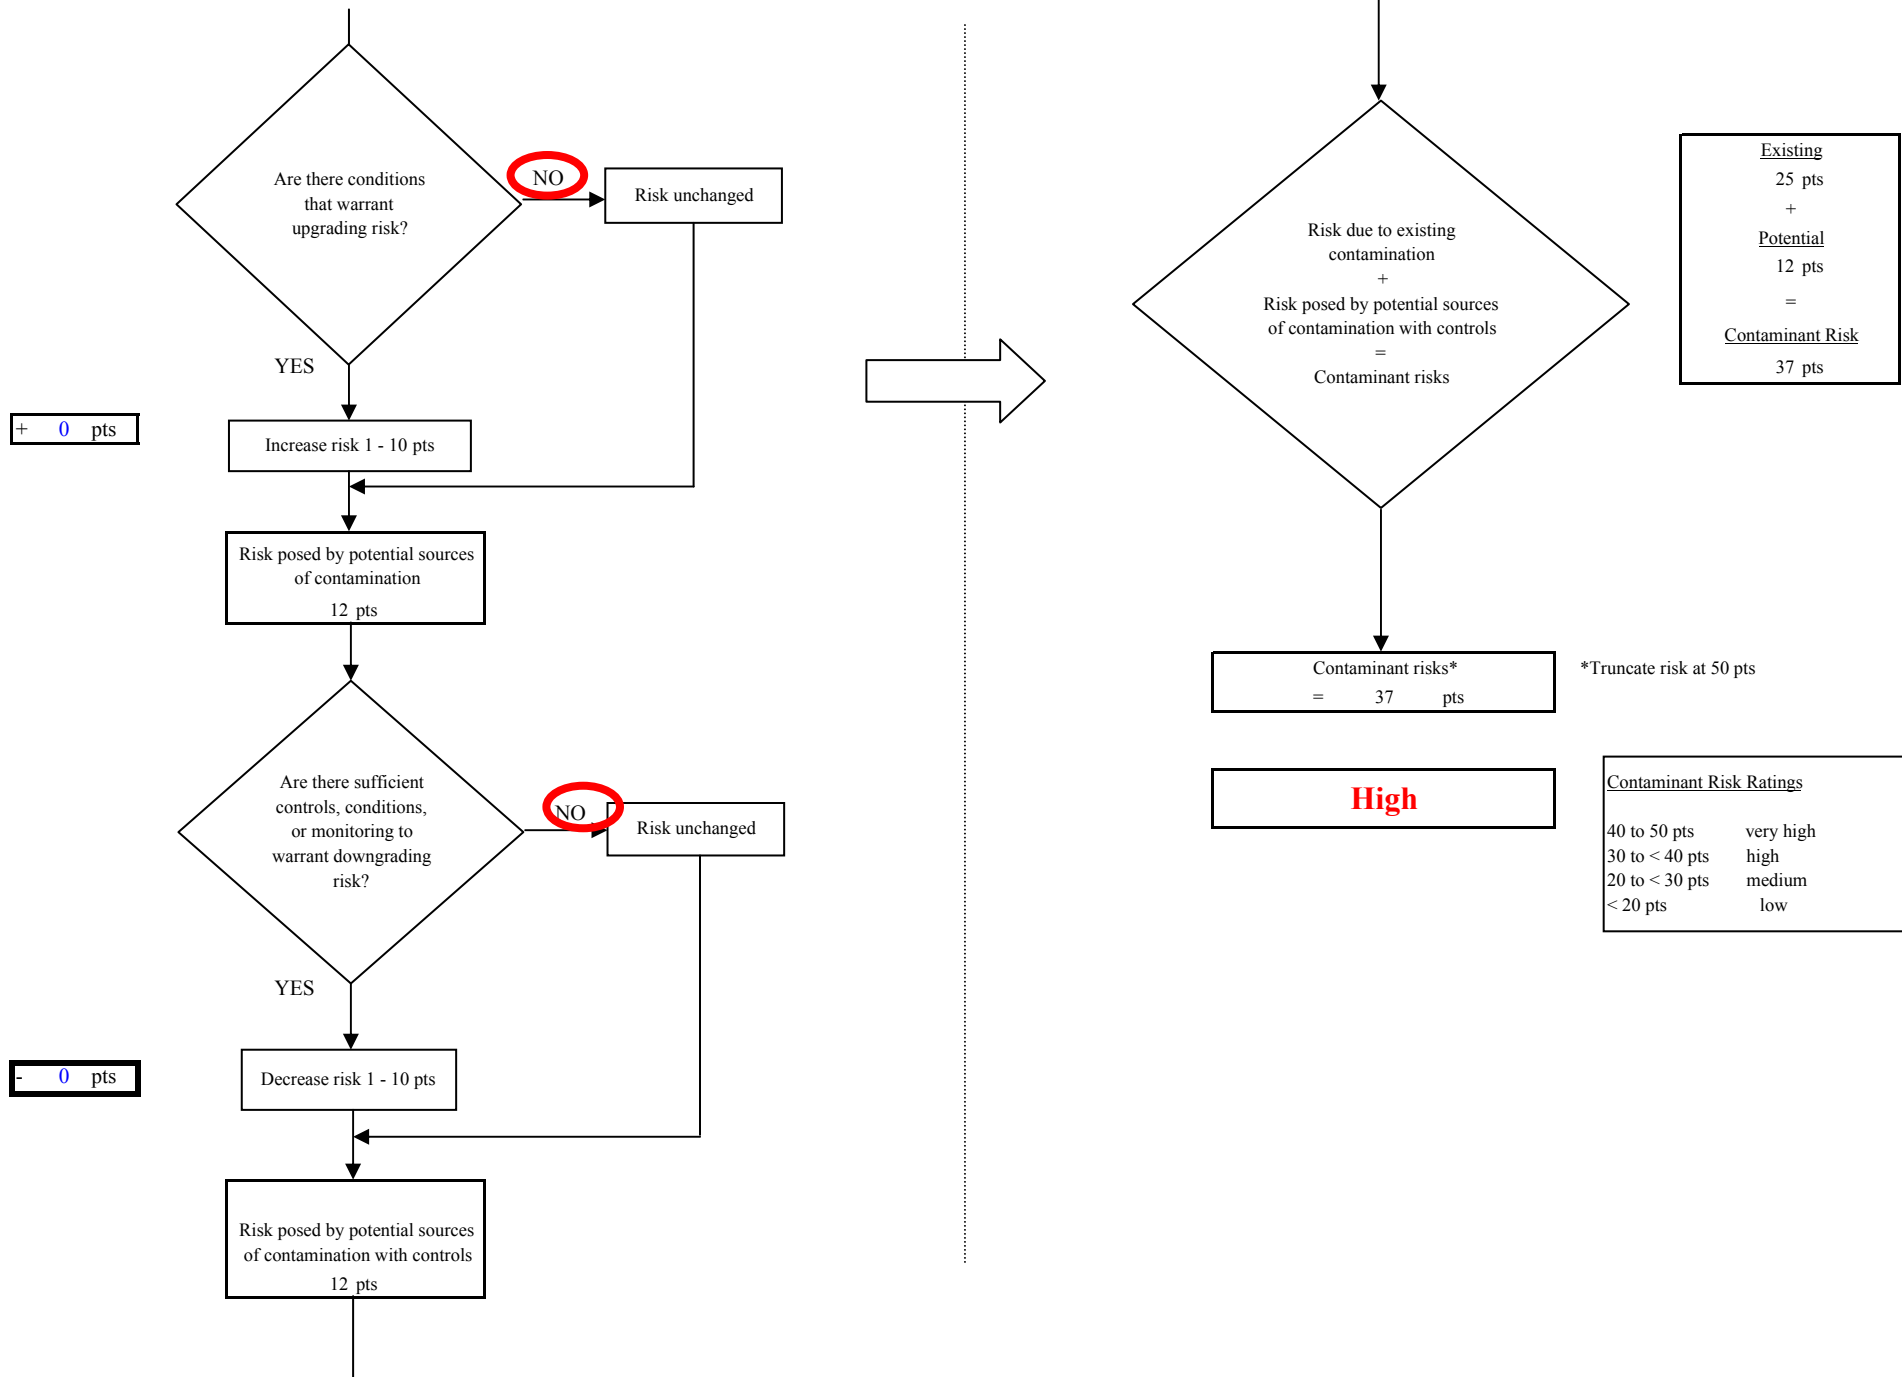 Are there conditions
that warrant
upgrading risk?
NO
Risk unchanged
YES
+ 0 pts
Increase risk 1 - 10 pts
Risk posed by potential sources
of contamination
12 pts
Are there sufficient
controls, conditions,
or monitoring to
warrant downgrading
risk?
NO
Risk unchanged
YES
- 0 pts
Decrease risk 1 - 10 pts
Risk posed by potential sources
of contamination with controls
12 pts
Risk due to existing
contamination
+
Risk posed by potential sources
of contamination with controls
=
Contaminant risks
Existing
25 pts
+
Potential
12 pts
=
Contaminant Risk
37 pts
Contaminant risks*
= 37 pts
*Truncate risk at 50 pts
High
Contaminant Risk Ratings
40 to 50 pts very high
30 to < 40 pts high
20 to < 30 pts medium
< 20 pts low